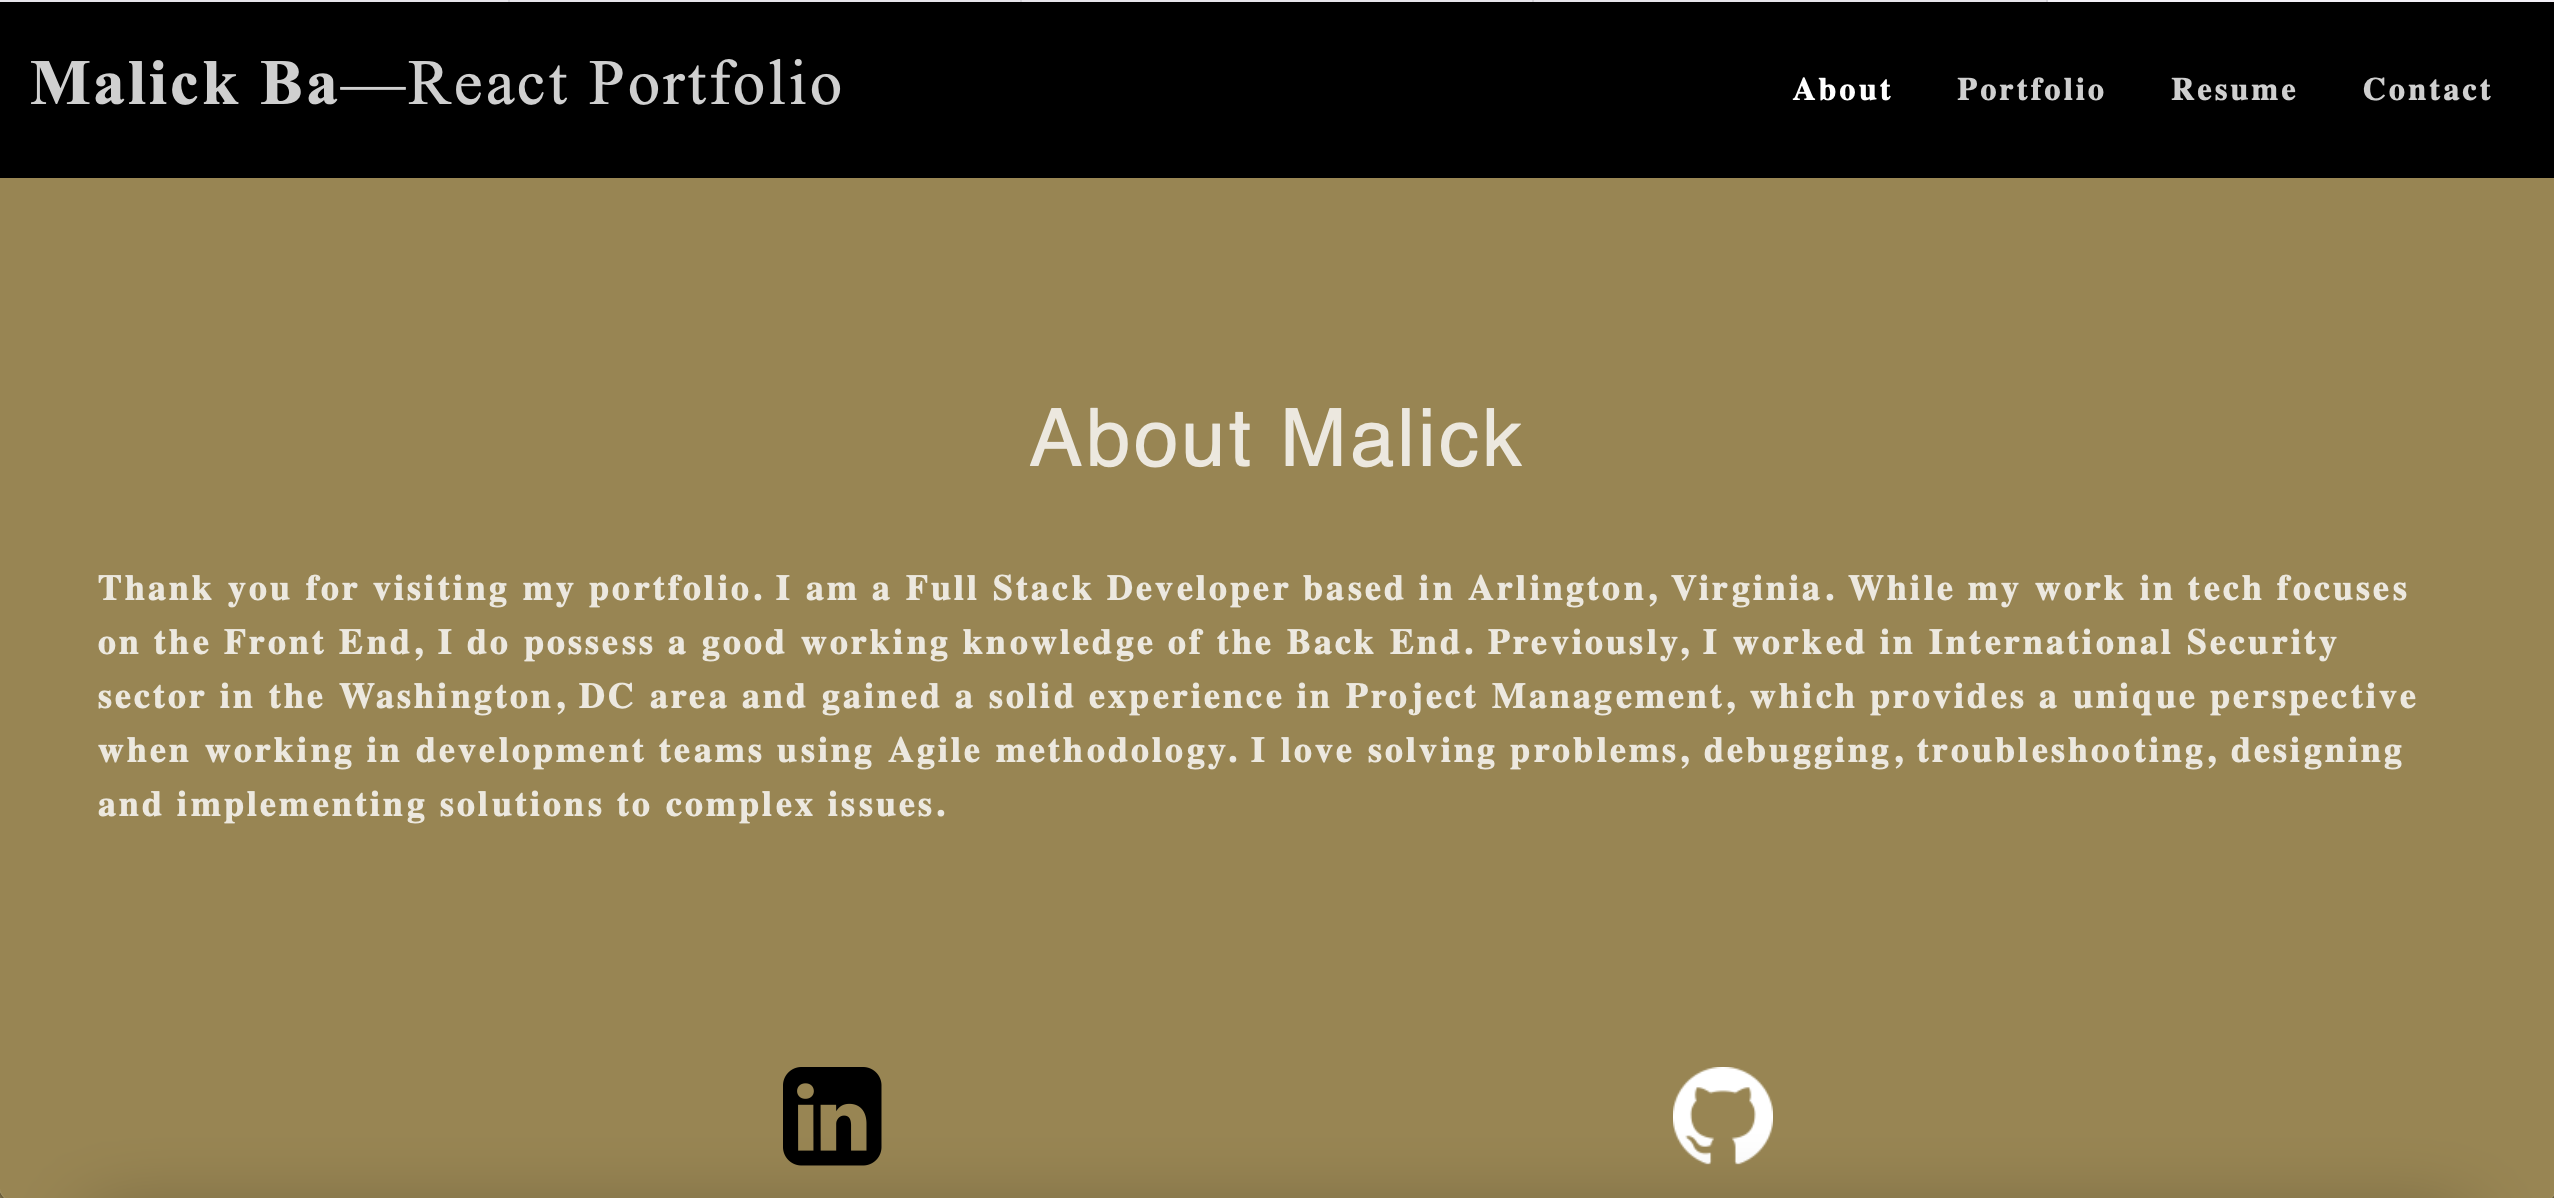 Malick Ba—React Portfolio
About Portfolio Resume Contact
About Malick
Thank you for visiting my portfolio. I am a Full Stack Developer based in Arlington, Virginia. While my work in tech focuses
on the Front End, I do possess a good working knowledge of the Back End. Previously, I worked in International Security
sector in the Washington, DC area and gained a solid experience in Project Management, which provides a unique perspective
when working in development teams using Agile methodology. I love solving problems, debugging, troubleshooting, designing
and implementing solutions to complex issues.
in